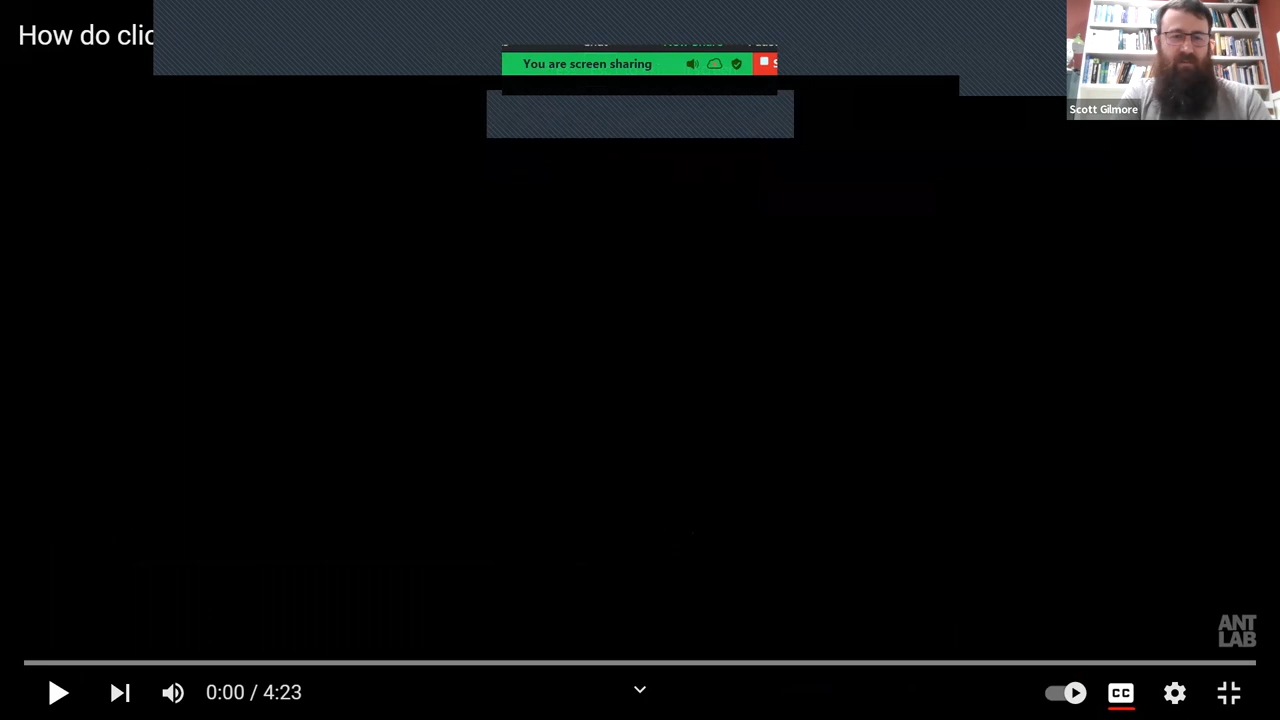 How do clic
You are screen sharing
Scott Gilmore
ANT
LAB
0:00 / 4:23
CC